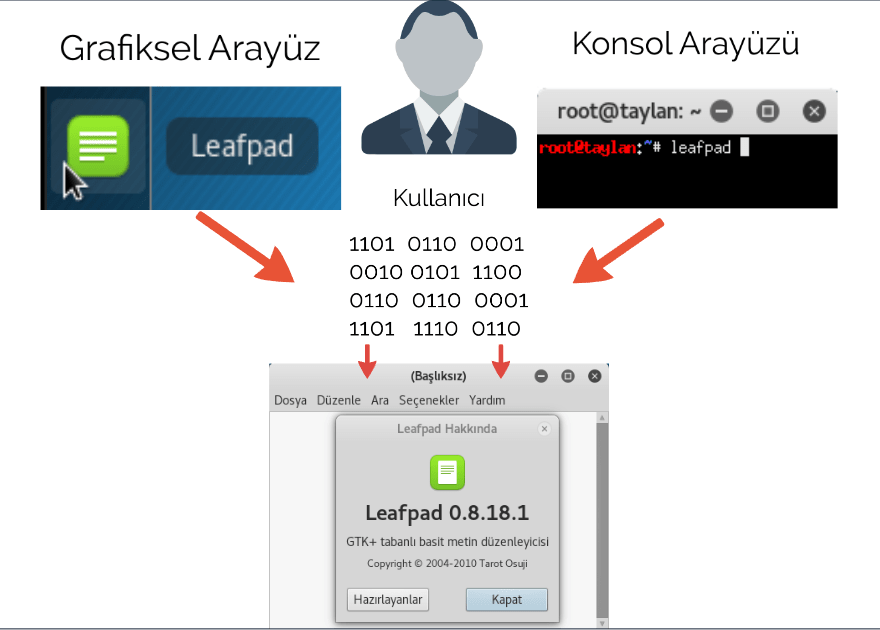 Grafiksel Arayüz
Konsol Arayüzü
Leafpad
root@taylan: ~
root@taylan:~# leafpad
Kullanıcı
1101 0110 0001
0010 0101 1100
0110 0110 0001
1101 1110 0110
(Başlıksız)
Dosya Düzenle Ara Seçenekler Yardım
Leafpad Hakkında
Leafpad 0.8.18.1
GTK+ tabanlı basit metin düzenleyicisi
Copyright © 2004-2010 Tarot Osuji
Hazırlayanlar
Kapat